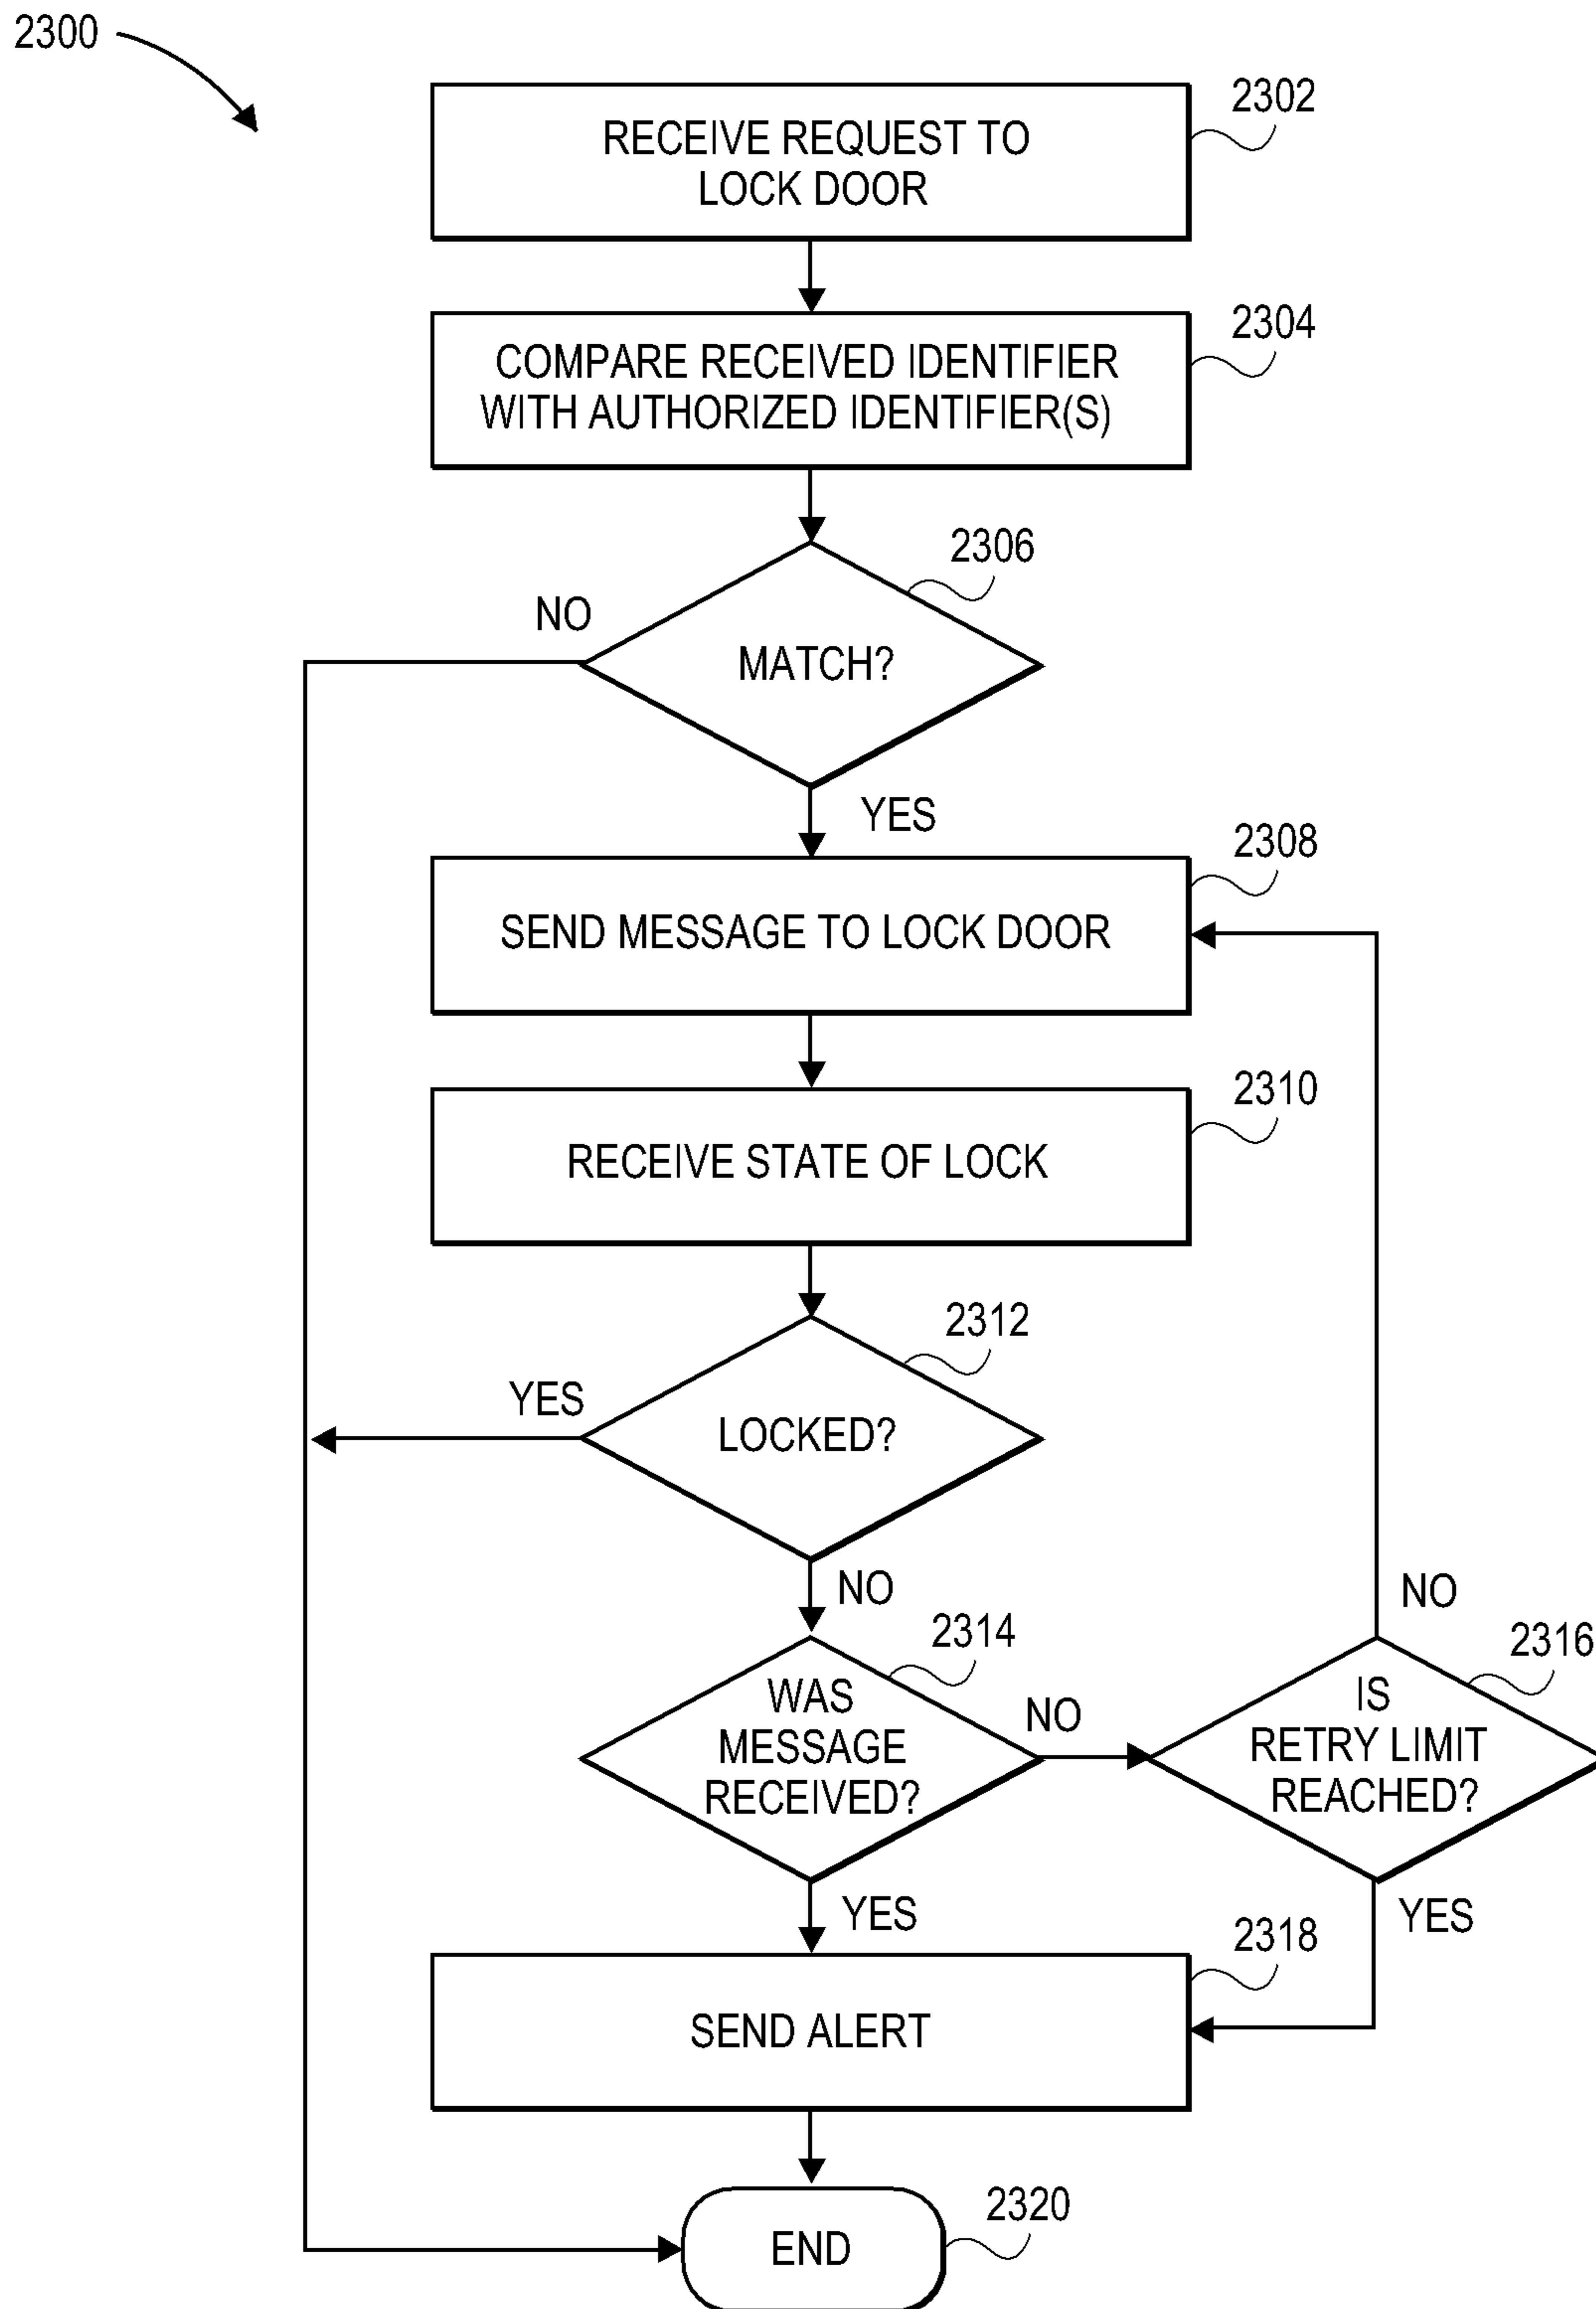 2300
2302
RECEIVE REQUEST TO
LOCK DOOR
2304
COMPARE RECEIVED IDENTIFIER
WITH AUTHORIZED IDENTIFIER(S)
2306
NO
MATCH?
YES
2308
SEND MESSAGE TO LOCK DOOR
2310
RECEIVE STATE OF LOCK
2312
YES
LOCKED?
NO
2314
WAS
MESSAGE
RECEIVED?
NO
NO
2316
IS
RETRY LIMIT
REACHED?
YES
YES
2318
SEND ALERT
2320
END